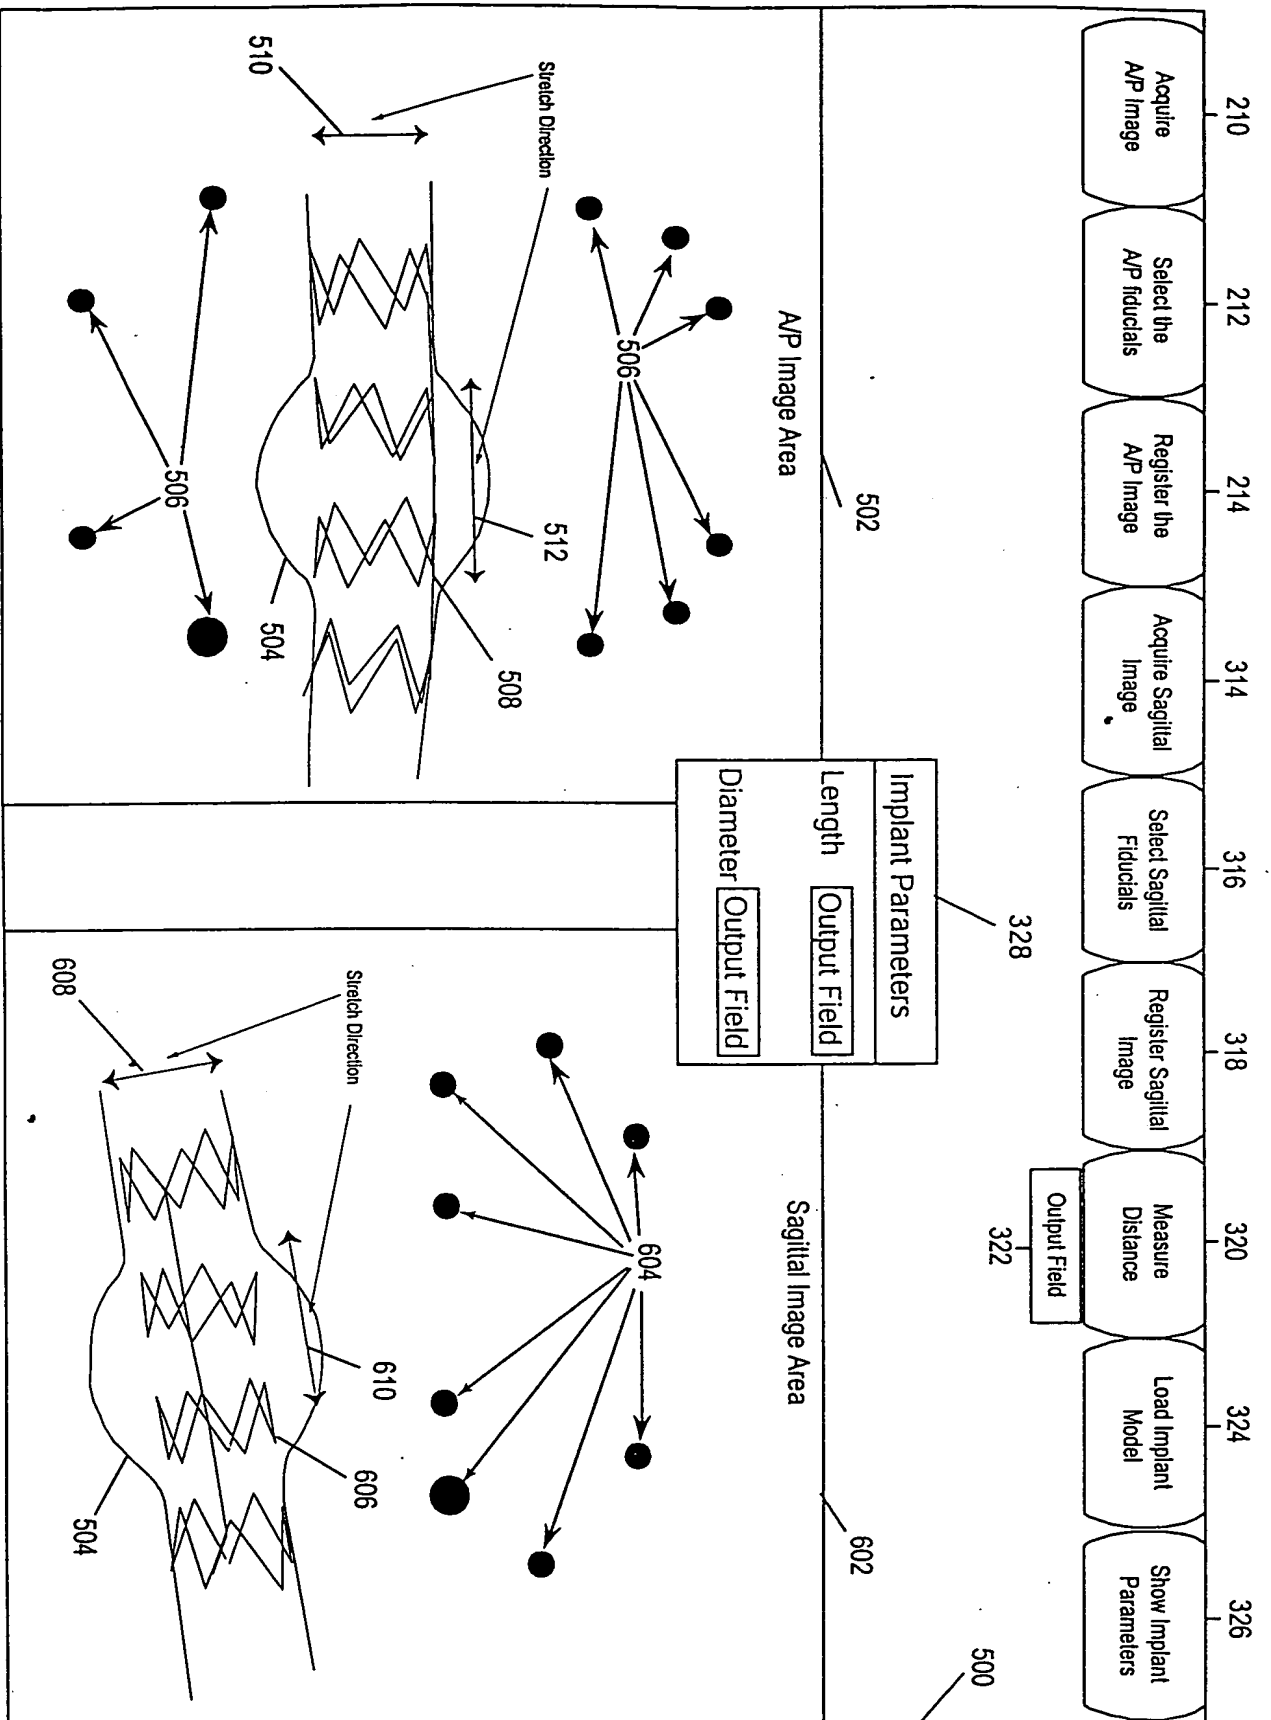 210
212
214
314
316
318
320
324
326
Acquire
A/P Image
Select the
A/P fiducials
Register the
A/P Image
Acquire Sagittal
Image
Select Sagittal
Fiducials
Register Sagittal
Image
Measure
Distance
Load Implant
Model
Show Implant
Parameters
Output Field
322
500
502
328
602
Implant Parameters
Length Output Field
Diameter Output Field
A/P Image Area
506
Stretch Direction
510
512
508
504
506
Sagittal Image Area
604
Stretch Direction
608
610
606
504